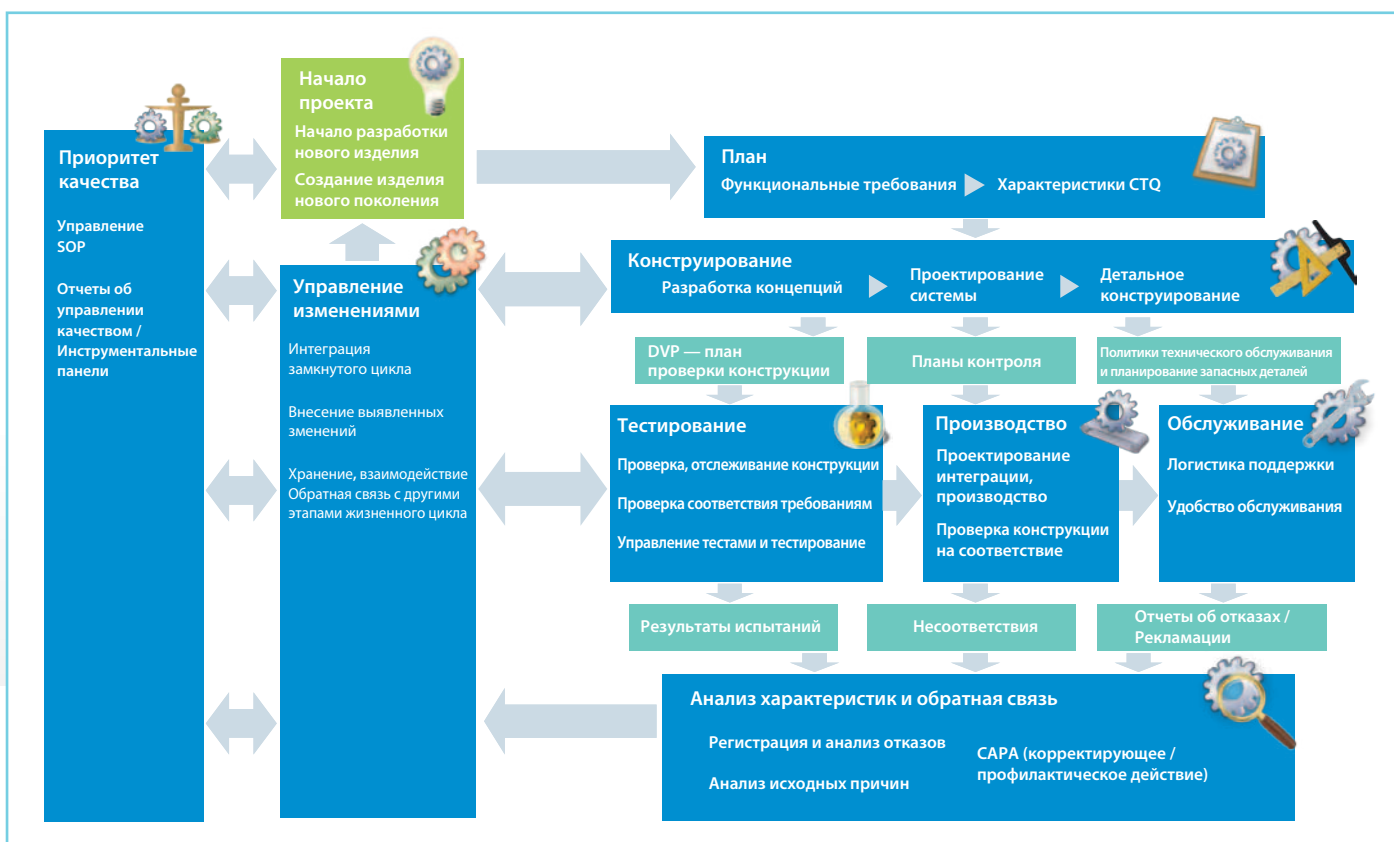 Начало
проекта
Начало разработки
нового изделия
Создание изделия
нового поколения
Приоритет
качества
Управление
SOP
Отчеты об
управлении
качеством /
Инструментальные
панели
План
Функциональные требования
Характеристики CTQ
Управление
изменениями
Интеграция
замкнутого цикла
Внесение выявленных
зменений
Хранение, взаимодействие
Обратная связь с другими
этапами жизненного цикла
Конструирование
Разработка концепций
Проектирование
системы
Детальное
конструирование
DVP — план
проверки конструкции
Планы контроля
Политики технического обслуживания
и планирование запасных деталей
Тестирование
Проверка, отслеживание конструкции
Проверка соответствия требованиям
Управление тестами и тестирование
Производство
Проектирование
интеграции,
производство
Проверка конструкции
на соответствие
Обслуживание
Логистика поддержки
Удобство обслуживания
Результаты испытаний
Несоответствия
Отчеты об отказах /
Рекламации
Анализ характеристик и обратная связь
Регистрация и анализ отказов
Анализ исходных причин
CAPA (корректирующее /
профилактическое действие)